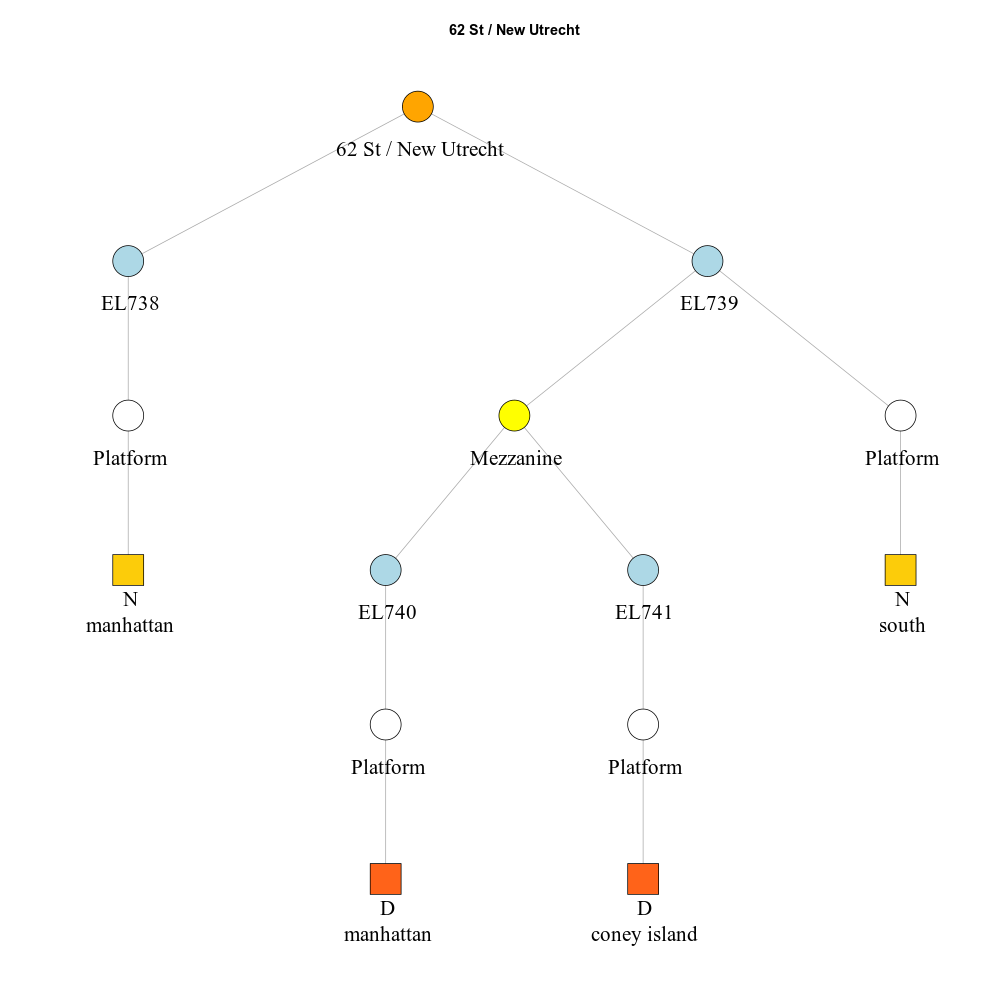 62 St / New Utrecht
62 St / New Utrecht
EL738
EL739
Platform
Mezzanine
Platform
N
manhattan
EL740
EL741
N
south
Platform
Platform
D
manhattan
D
coney island